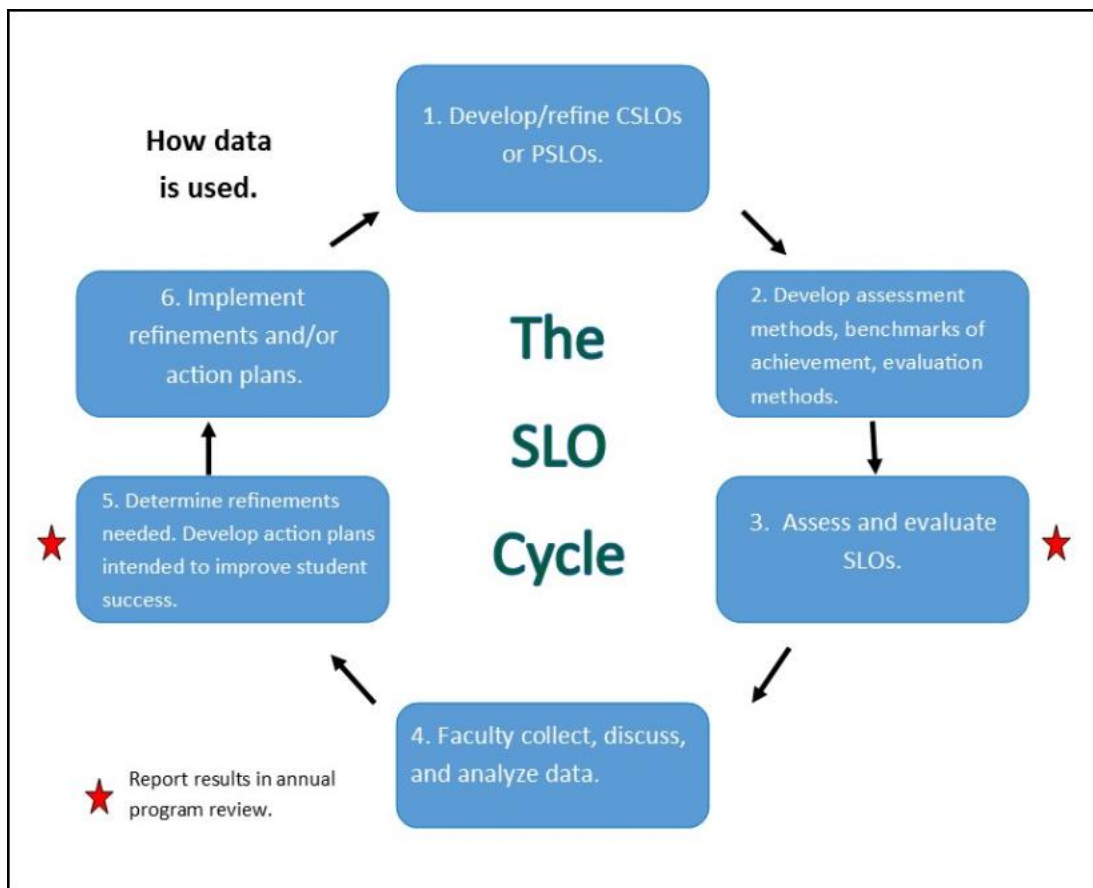 How data
is used.
1. Develop/refine CSLOs
or PSLOs.
2. Develop assessment
methods, benchmarks of
achievement, evaluation
methods.
3. Assess and evaluate
SLOs.
4. Faculty collect, discuss,
and analyze data.
5. Determine refinements
needed. Develop action plans
intended to improve student
success.
6. Implement
refinements and/or
action plans.
The
SLO
Cycle
Report results in annual
program review.